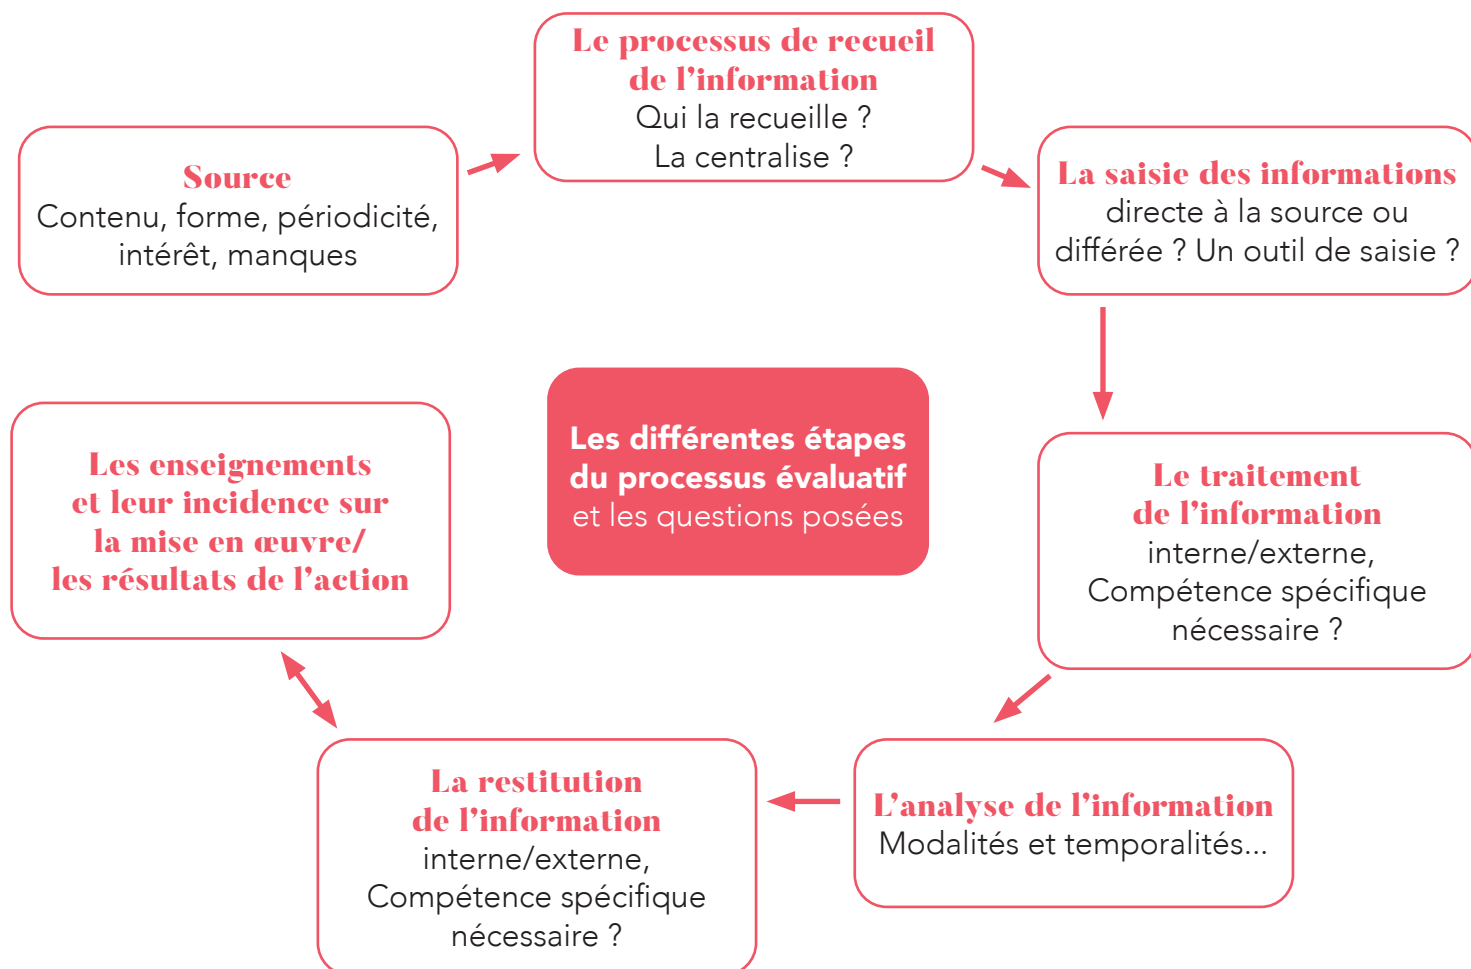 Le processus de recueil
de l’information
Qui la recueille ?
La centralise ?
Source
Contenu, forme, périodicité,
intérêt, manques
La saisie des informations
directe à la source ou
différée ? Un outil de saisie ?
Les différentes étapes
du processus évaluatif
et les questions posées
Le traitement
de l’information
interne/externe,
Compétence spécifique
nécessaire ?
L’analyse de l’information
Modalités et temporalités...
La restitution
de l’information
interne/externe,
Compétence spécifique
nécessaire ?
Les enseignements
et leur incidence sur
la mise en œuvre/
les résultats de l’action